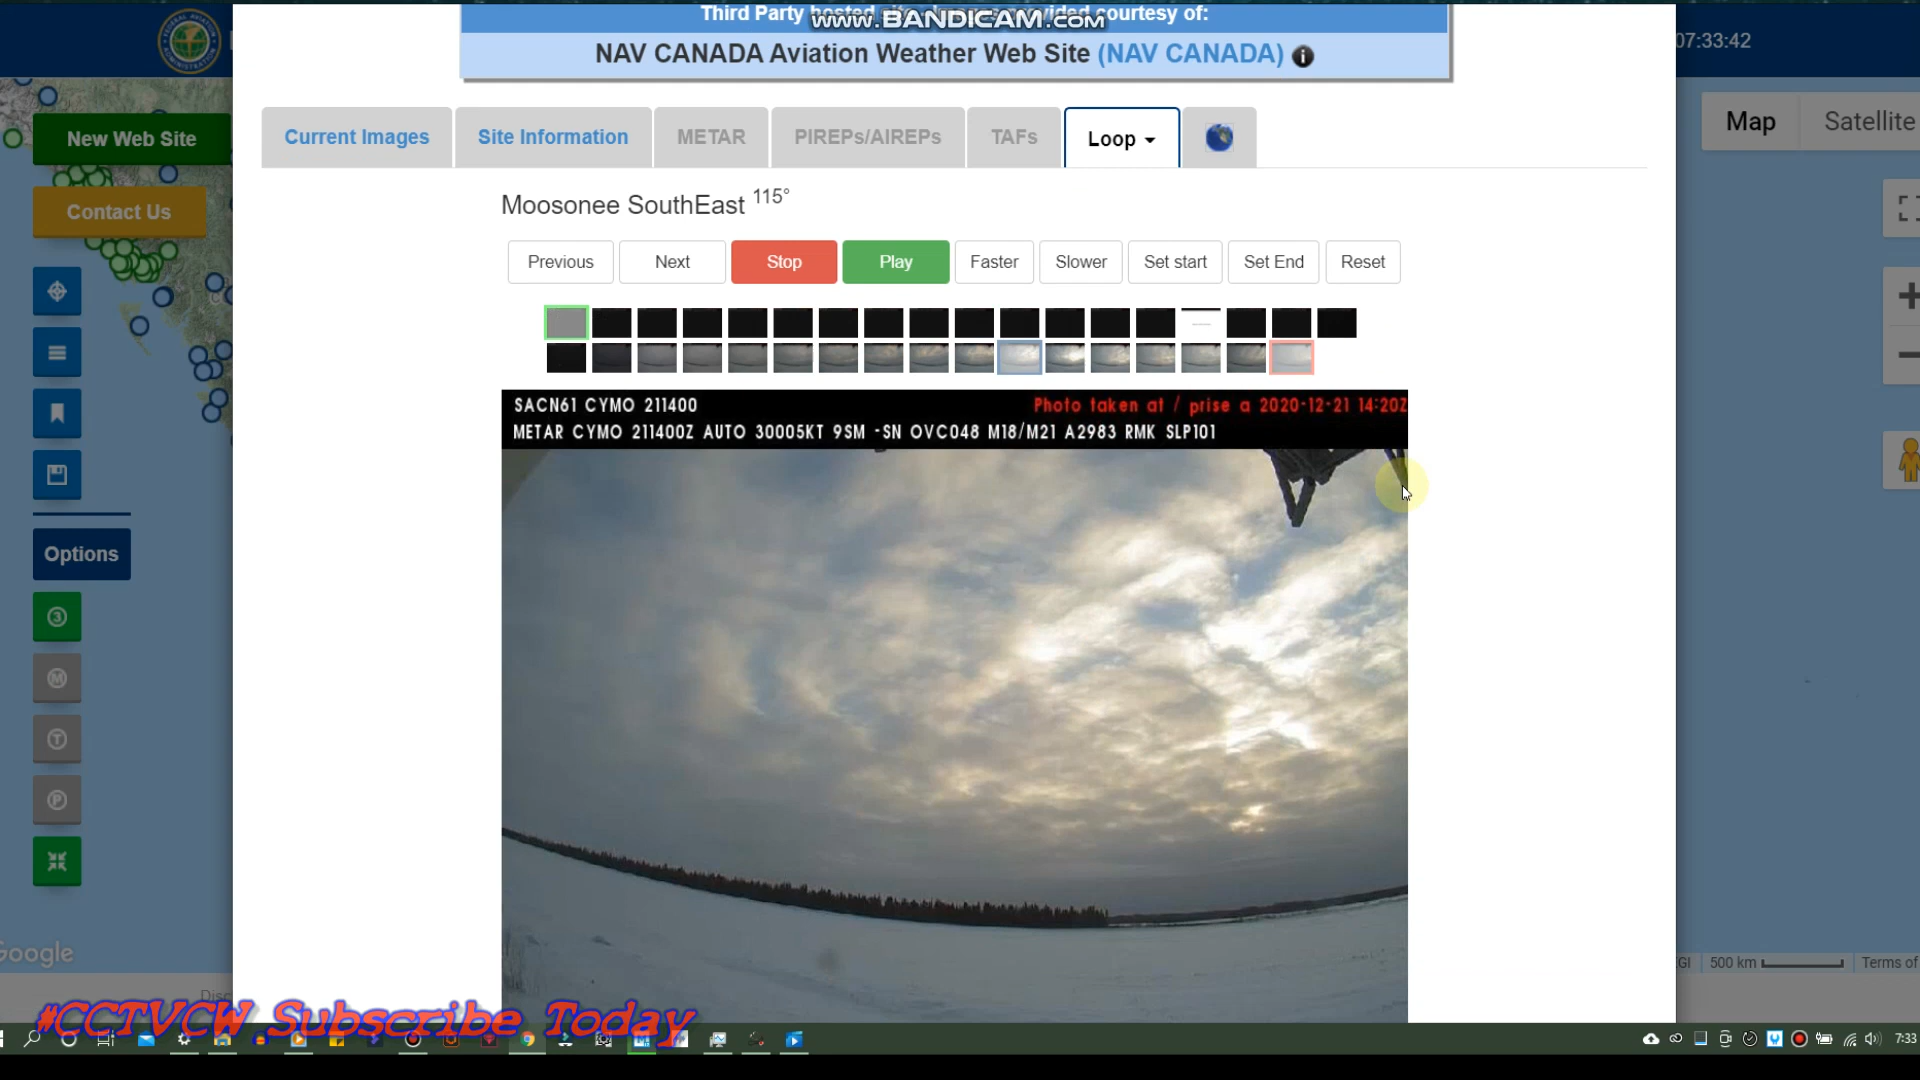 www.BANDICAM.com
Third Party hosted courtesy of:
NAV CANADA Aviation Weather Web Site (NAV CANADA)
07:33:42
New Web Site
Contact Us
Options
Current Images
Site Information
METAR
PIREPs/AIREPs
TAFs
Loop
Map
Satellite
Moosonee SouthEast 115°
Previous
Next
Stop
Play
Faster
Slower
Set start
Set End
Reset
SACN61 CYMO 211400
Photo taken at / prise a 2020-12-21 14:20Z
METAR CYMO 211400Z AUTO 30005KT 9SM -SN OVC048 M18/M21 A2983 RMK SLP101
3
M
T
P
Google
500 km
Terms of
#CCTVCW Subscribe Today
7:33